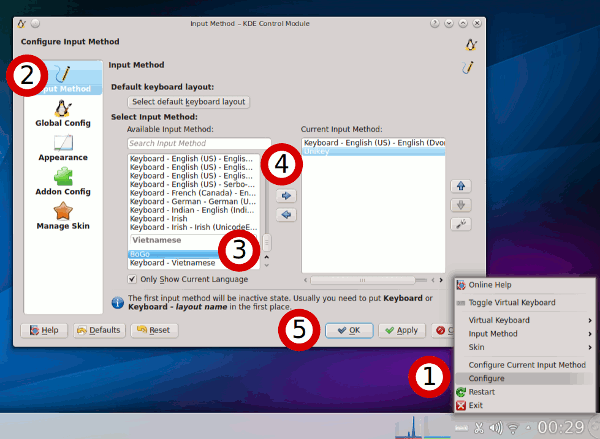 Input Method – KDE Control Module
Configure Input Method
2
Input Method
Global Config
Appearance
Addon Config
Manage Skin
Input Method
Default keyboard layout:
Select default keyboard layout
Select Input Method:
Available Input Method:
Search Input Method
Keyboard - English (US) - Englis...
Keyboard - English (US) - Englis...
Keyboard - English (US) - Englis...
Keyboard - English (US) - Serbo-...
Keyboard - French (Canada) - En...
Keyboard - German - German (U...
Keyboard - Indian - English (Indi...
Keyboard - Irish
Keyboard - Irish - Irish (UnicodeE...
Vietnamese
BoGo
Keyboard - Vietnamese
3
Only Show Current Language
4
Current Input Method:
Keyboard - English (US) - English (Dvor
Unikey
The first input method will be inactive state. Usually you need to put Keyboard or
Keyboard – layout name in the first place.
5
Help
Defaults
Reset
OK
Apply
C
1
Online Help
Toggle Virtual Keyboard
Virtual Keyboard
Input Method
Skin
Configure Current Input Method
Configure
Restart
Exit
00:29